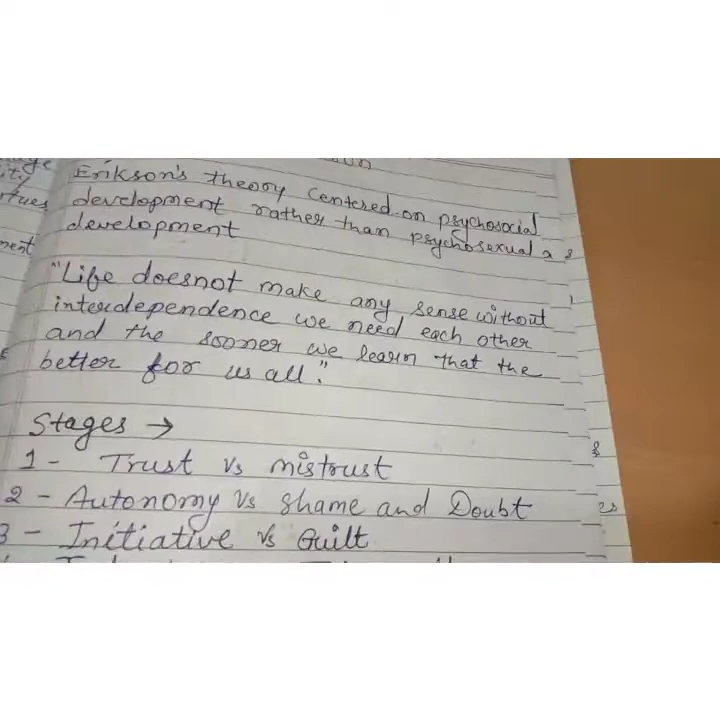 Erikson's theory centered on psychosocial
development rather than psychosexual
development
"Life doesnot make any sense without
interdependence we need each other
and the sooner we learn that the
better for us all."
Stages →
1 - Trust vs mistrust
2 - Autonomy vs shame and Doubt
3 - Initiative vs Guilt